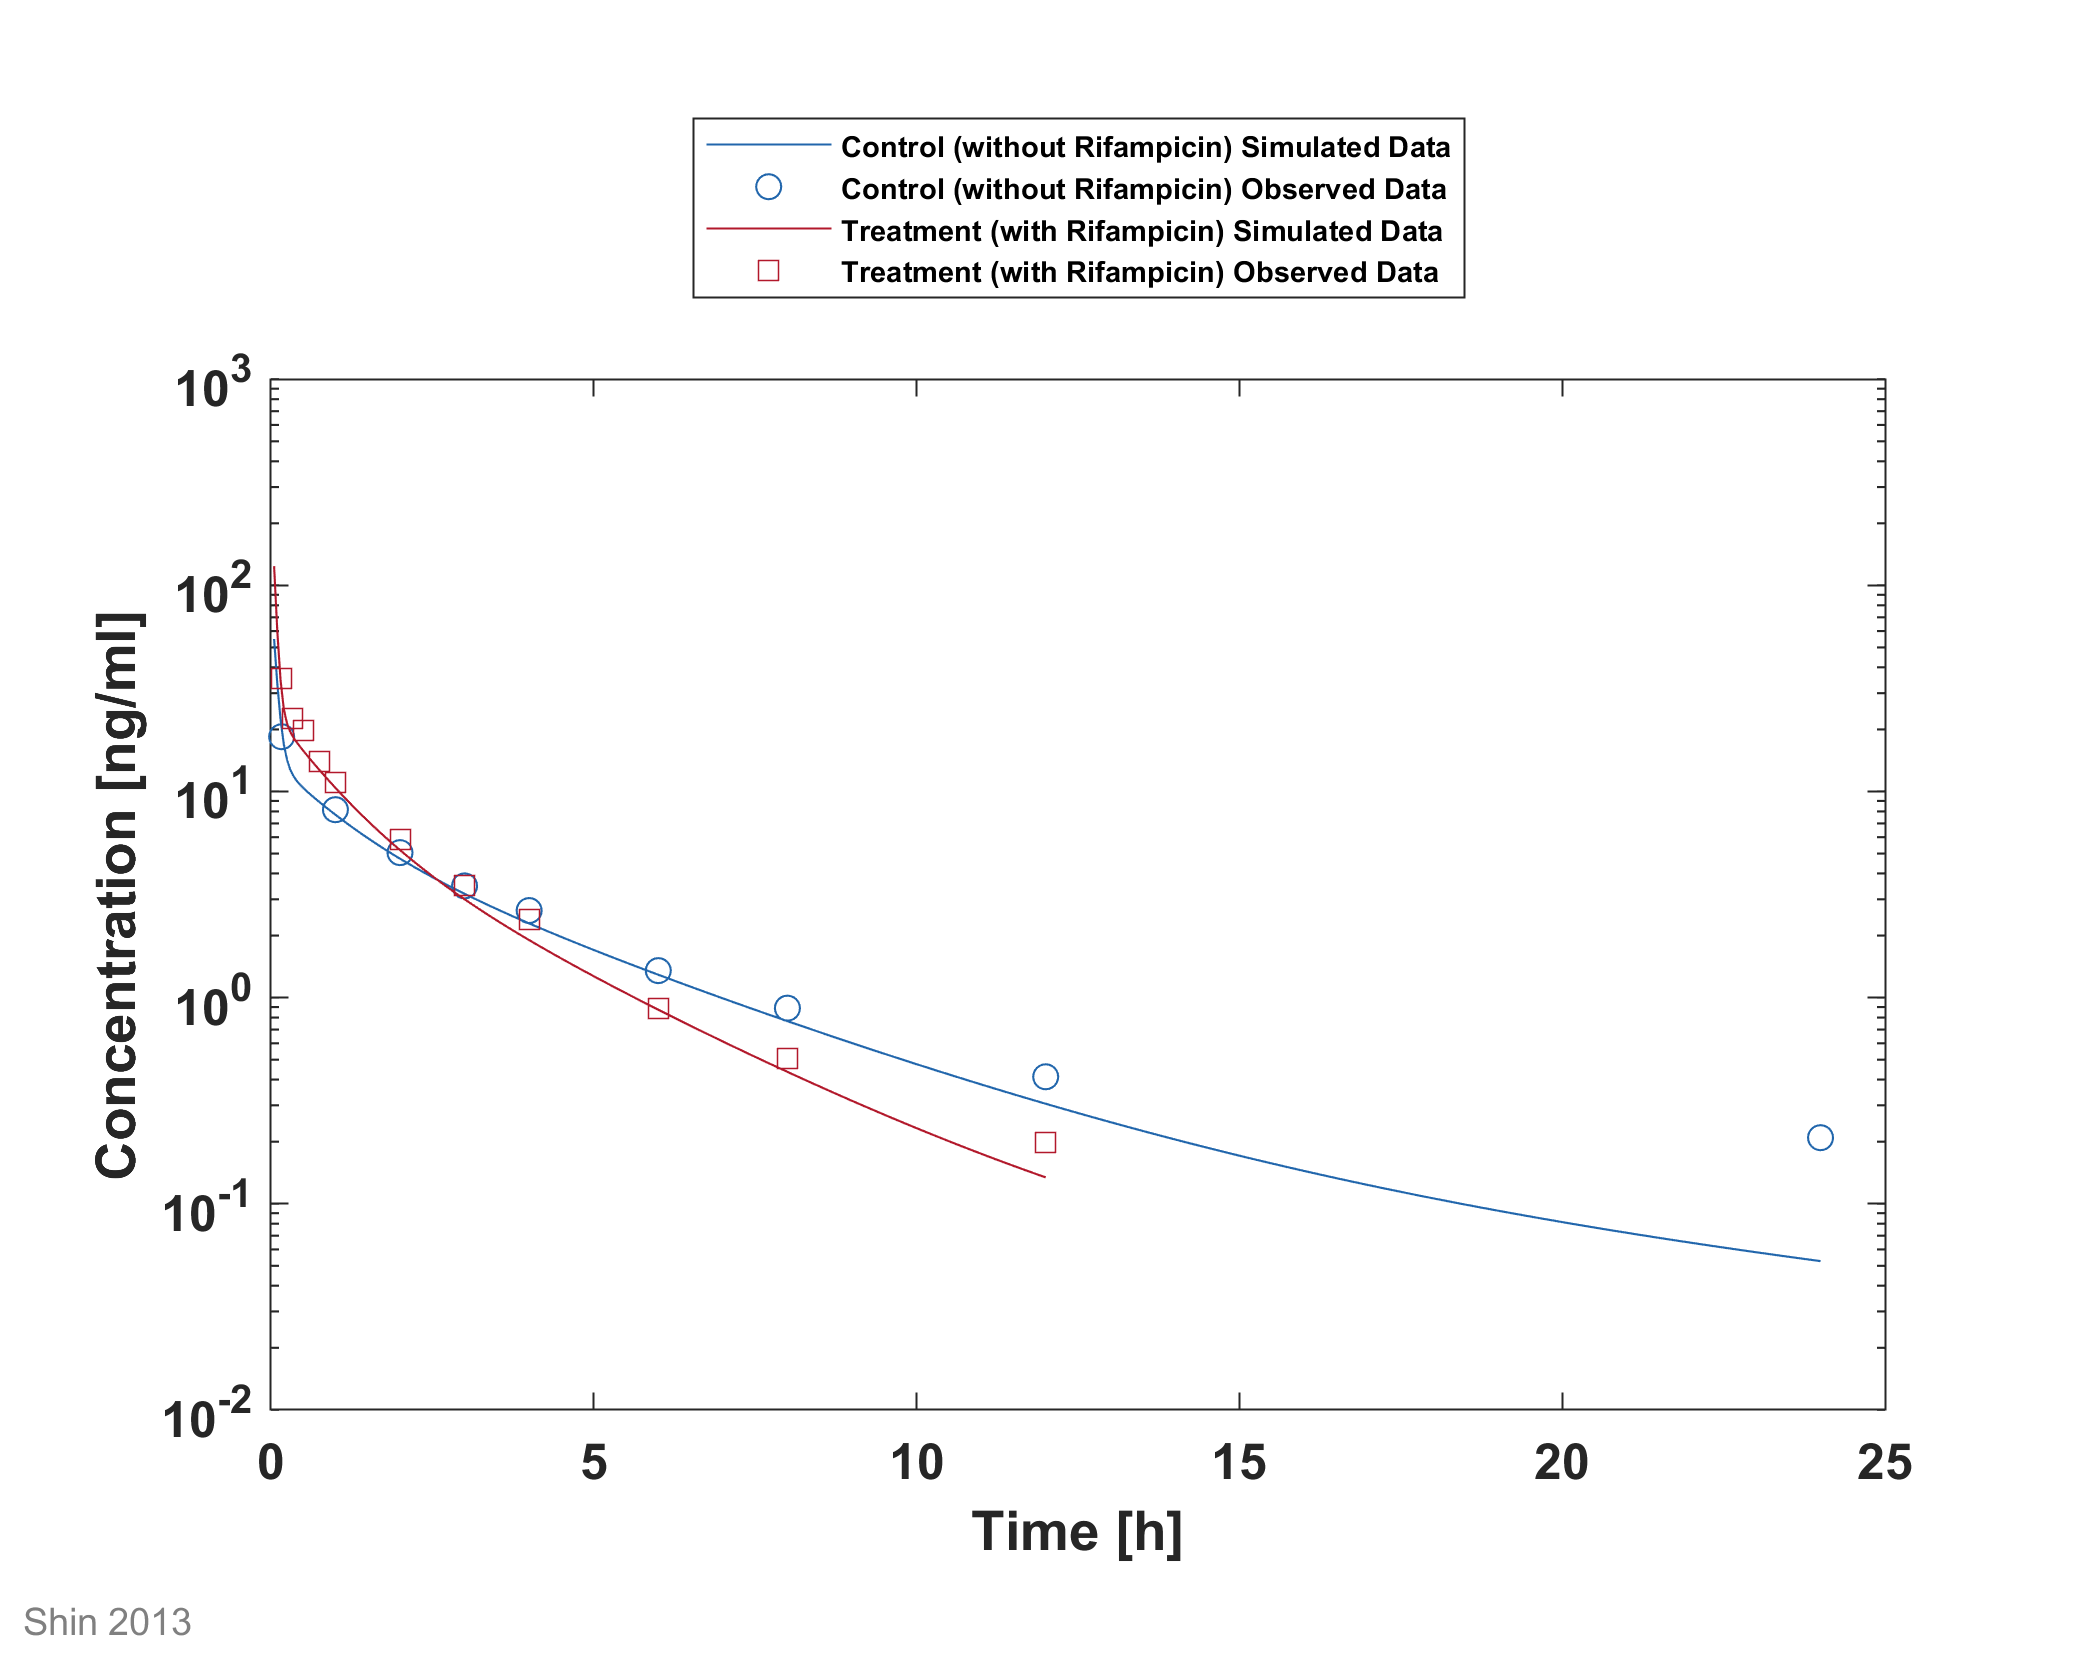 Control (without Rifampicin) Simulated Data
Control (without Rifampicin) Observed Data
Treatment (with Rifampicin) Simulated Data
Treatment (with Rifampicin) Observed Data
10^3
10^2
10^1
10^0
10^-1
10^-2
Concentration [ng/ml]
0 5 10 15 20 25
Time [h]
Shin 2013